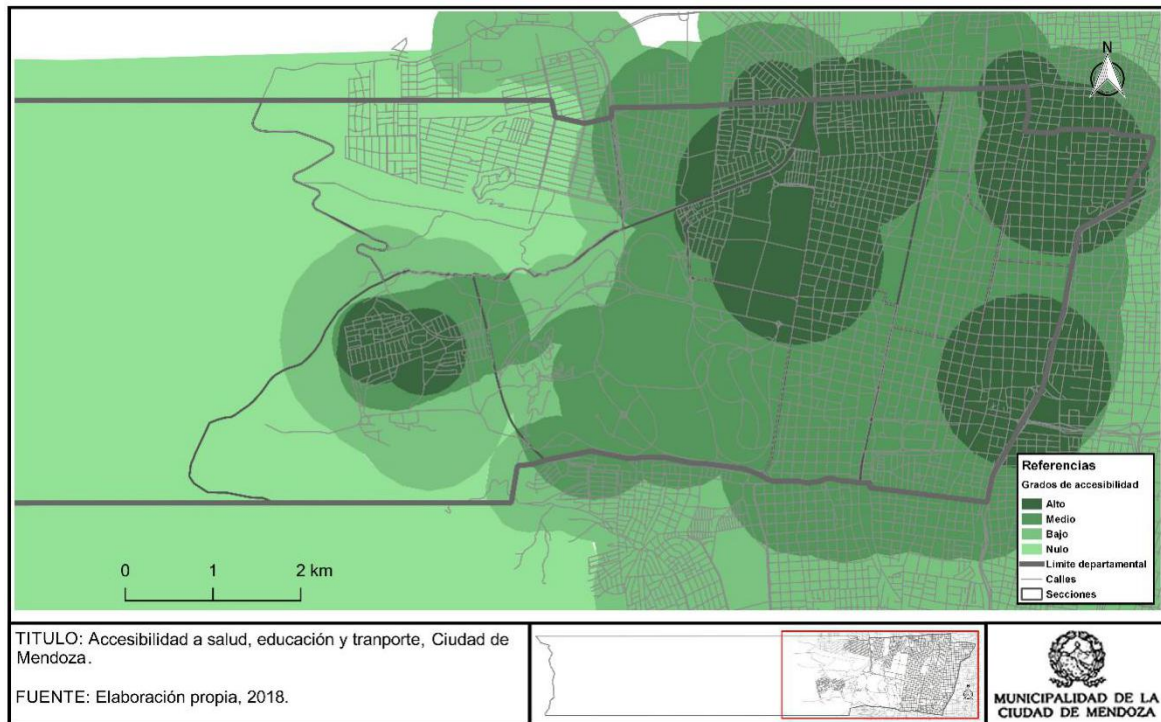 N
Referencias
Grados de accesibilidad
Alto
Medio
Bajo
Nulo
Límite departamental
Calles
Secciones
0 1 2 km
TITULO: Accesibilidad a salud, educación y tranporte, Ciudad de
Mendoza.
FUENTE: Elaboración propia, 2018.
MUNICIPALIDAD DE LA
CIUDAD DE MENDOZA